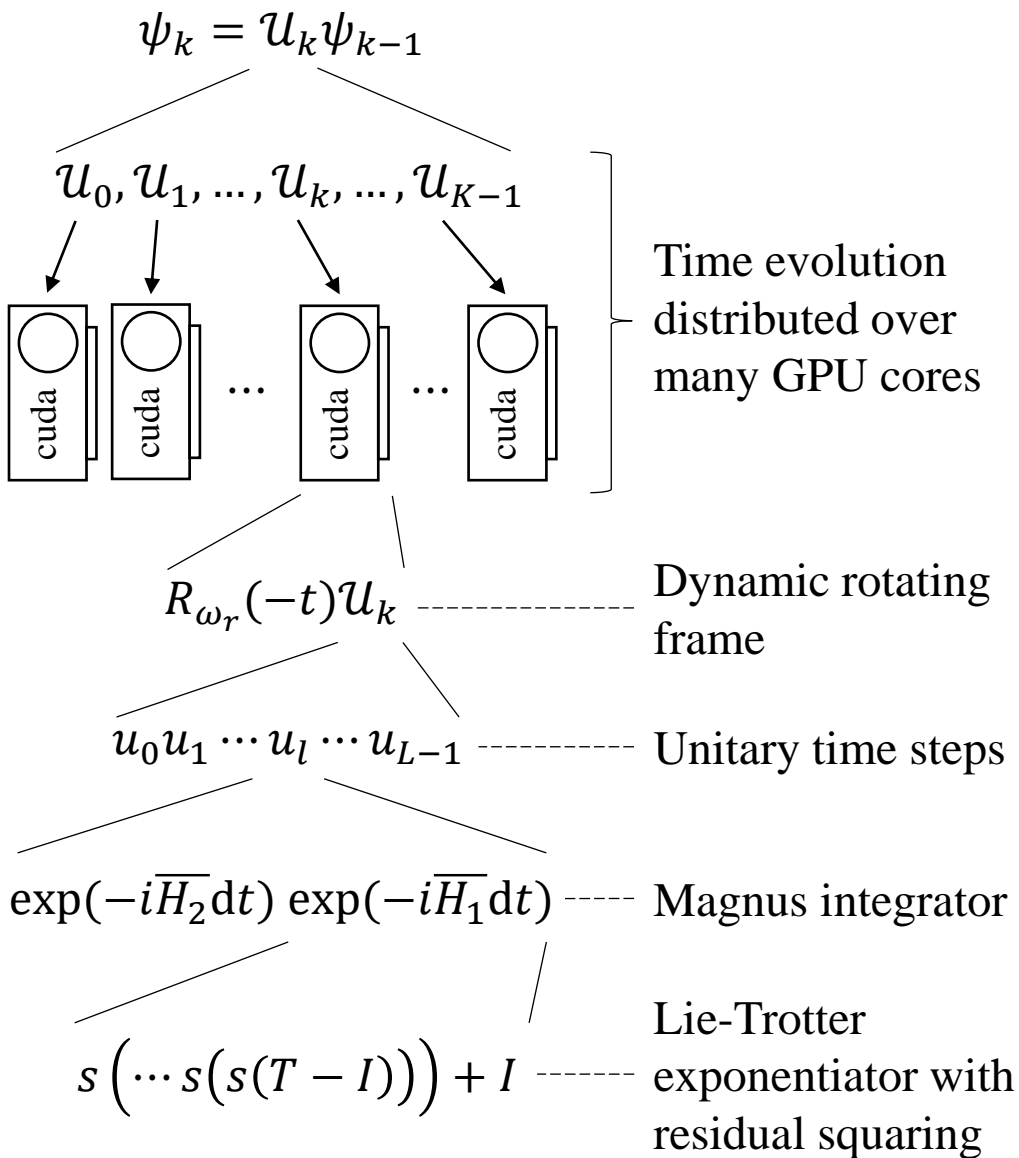 ψ_k = 𝒰_k ψ_{k−1}
𝒰_0, 𝒰_1, …, 𝒰_k, …, 𝒰_{K−1}
Time evolution
distributed over
many GPU cores
cuda cuda … cuda … cuda
R_{ω_r}(−t)𝒰_k
Dynamic rotating
frame
u_0 u_1 ⋯ u_l ⋯ u_{L−1}
Unitary time steps
exp(−i\overline{H_2}dt) exp(−i\overline{H_1}dt)
Magnus integrator
s(⋯ s(s(T − I))) + I
Lie-Trotter
exponentiator with
residual squaring